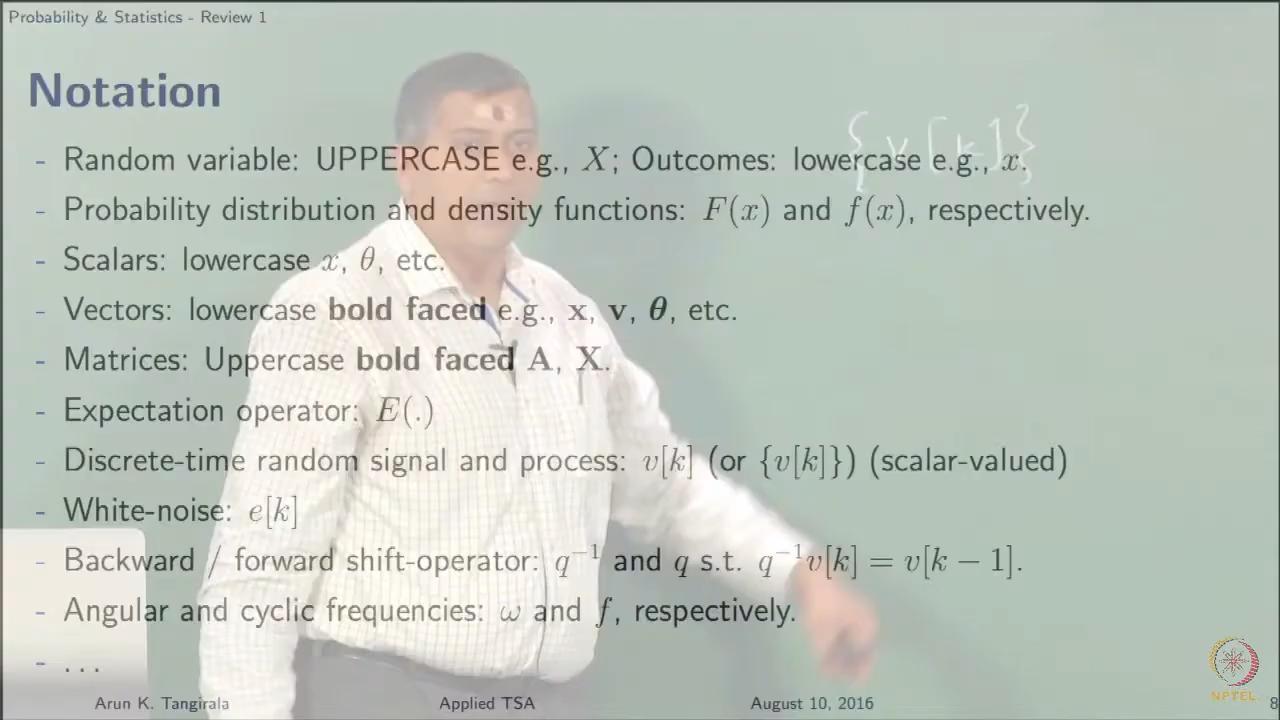 Probability & Statistics - Review 1
Notation
- Random variable: UPPERCASE e.g., X; Outcomes: lowercase e.g., x.
{v[k]}
- Probability distribution and density functions: F(x) and f(x), respectively.
- Scalars: lowercase x, θ, etc.
- Vectors: lowercase bold faced e.g., x, v, θ, etc.
- Matrices: Uppercase bold faced A, X.
- Expectation operator: E(.)
- Discrete-time random signal and process: v[k] (or {v[k]}) (scalar-valued)
- White-noise: e[k]
- Backward / forward shift-operator: q⁻¹ and q s.t. q⁻¹v[k] = v[k − 1].
- Angular and cyclic frequencies: ω and f, respectively.
- ...
Arun K. Tangirala Applied TSA August 10, 2016 8
NPTEL